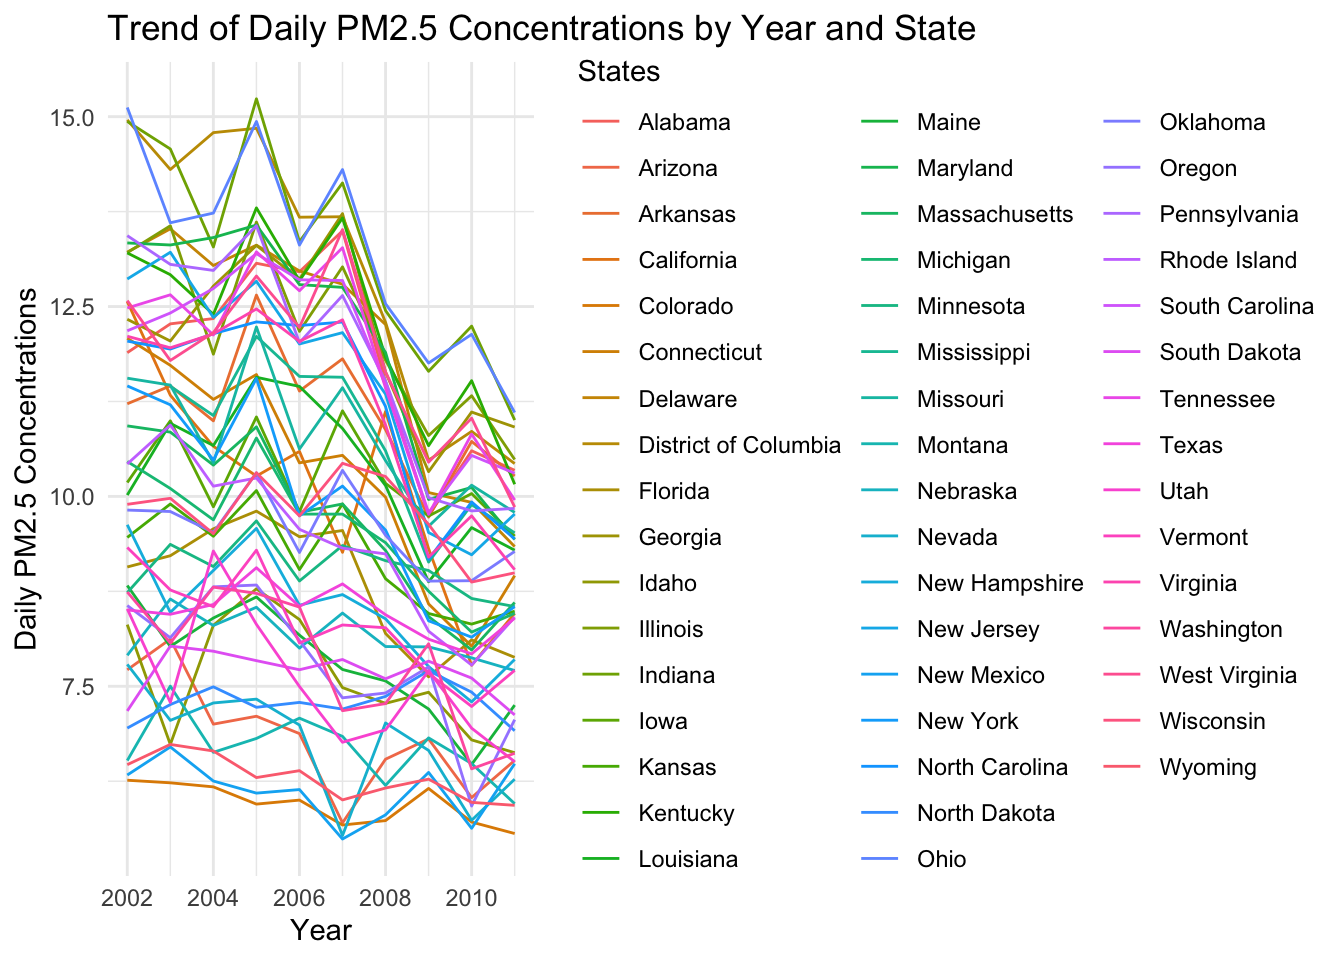 Trend of Daily PM2.5 Concentrations by Year and State
Daily PM2.5 Concentrations
15.0
12.5
10.0
7.5
2002 2004 2006 2008 2010
Year
States
Alabama
Arizona
Arkansas
California
Colorado
Connecticut
Delaware
District of Columbia
Florida
Georgia
Idaho
Illinois
Indiana
Iowa
Kansas
Kentucky
Louisiana
Maine
Maryland
Massachusetts
Michigan
Minnesota
Mississippi
Missouri
Montana
Nebraska
Nevada
New Hampshire
New Jersey
New Mexico
New York
North Carolina
North Dakota
Ohio
Oklahoma
Oregon
Pennsylvania
Rhode Island
South Carolina
South Dakota
Tennessee
Texas
Utah
Vermont
Virginia
Washington
West Virginia
Wisconsin
Wyoming